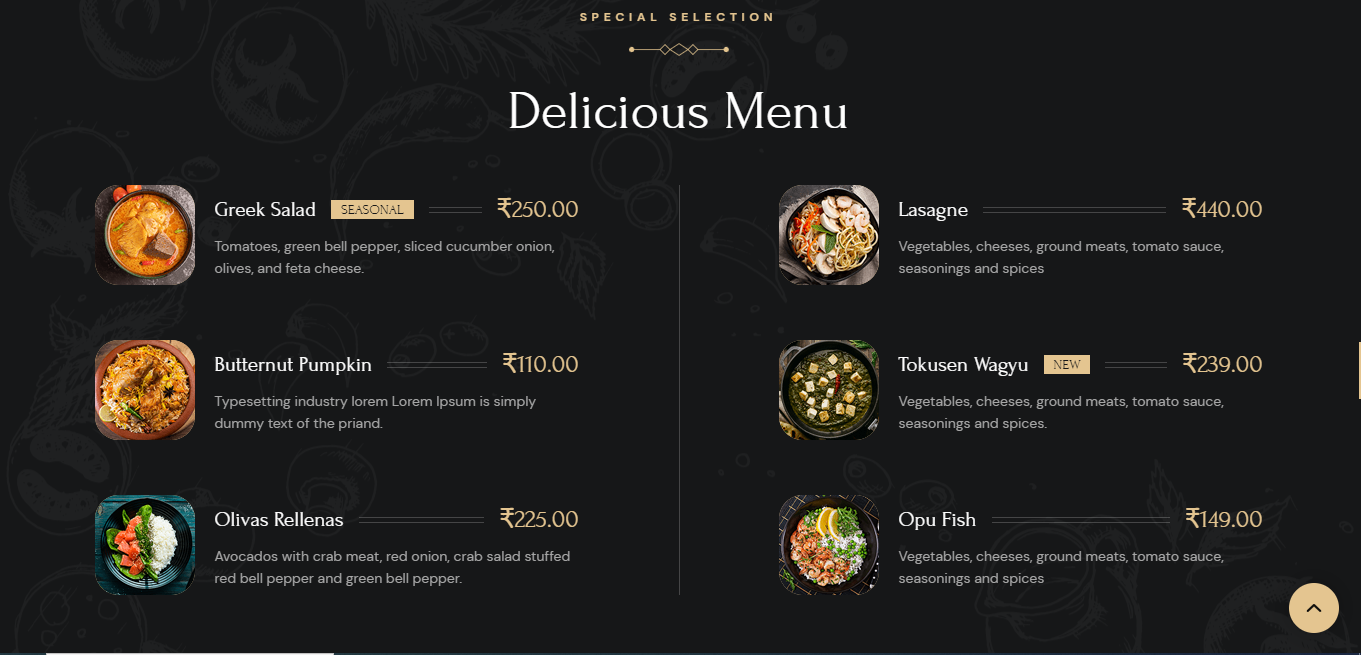 SPECIAL SELECTION
Delicious Menu
Greek Salad SEASONAL ₹250.00
Tomatoes, green bell pepper, sliced cucumber onion,
olives, and feta cheese.
Butternut Pumpkin ₹110.00
Typesetting industry lorem Lorem Ipsum is simply
dummy text of the priand.
Olivas Rellenas ₹225.00
Avocados with crab meat, red onion, crab salad stuffed
red bell pepper and green bell pepper.
Lasagne ₹440.00
Vegetables, cheeses, ground meats, tomato sauce,
seasonings and spices
Tokusen Wagyu NEW ₹239.00
Vegetables, cheeses, ground meats, tomato sauce,
seasonings and spices.
Opu Fish ₹149.00
Vegetables, cheeses, ground meats, tomato sauce,
seasonings and spices